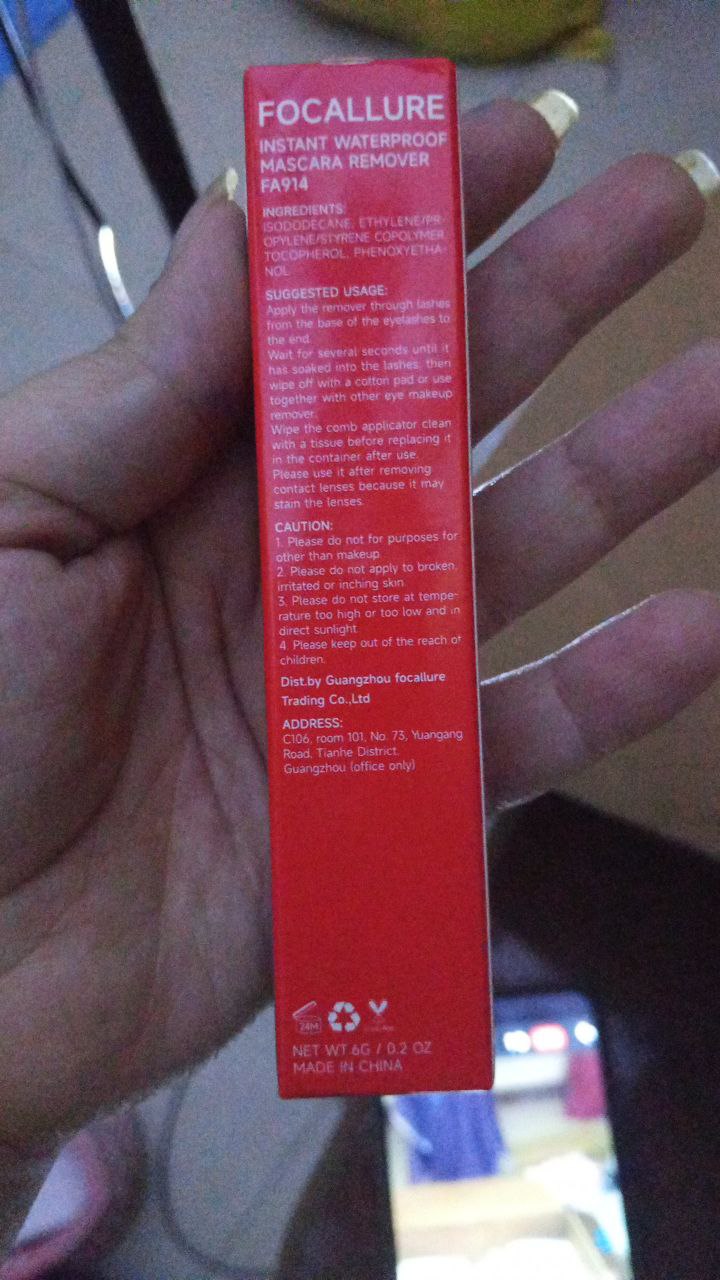 FOCALLURE
INSTANT WATERPROOF
MASCARA REMOVER
FA914
INGREDIENTS:
ISODODECANE, ETHYLENE/PR-
OPYLENE/STYRENE COPOLYMER,
TOCOPHEROL, PHENOXYETHA-
NOL
SUGGESTED USAGE:
Apply the remover through lashes
from the base of the eyelashes to
the end.
Wait for several seconds until it
has soaked into the lashes, then
wipe off with a cotton pad or use
together with other eye makeup
remover.
Wipe the comb applicator clean
with a tissue before replacing it
in the container after use.
Please use it after removing
contact lenses because it may
stain the lenses.
CAUTION:
1. Please do not for purposes for
other than makeup.
2. Please do not apply to broken,
irritated or inching skin.
3. Please do not store at tempe-
rature too high or too low and in
direct sunlight.
4. Please keep out of the reach of
children.
Dist.by Guangzhou focallure
Trading Co.,Ltd
ADDRESS:
C106, room 101, No. 73, Yuangang
Road, Tianhe District,
Guangzhou (office only)
24M
NET WT.6G / 0.2 OZ
MADE IN CHINA